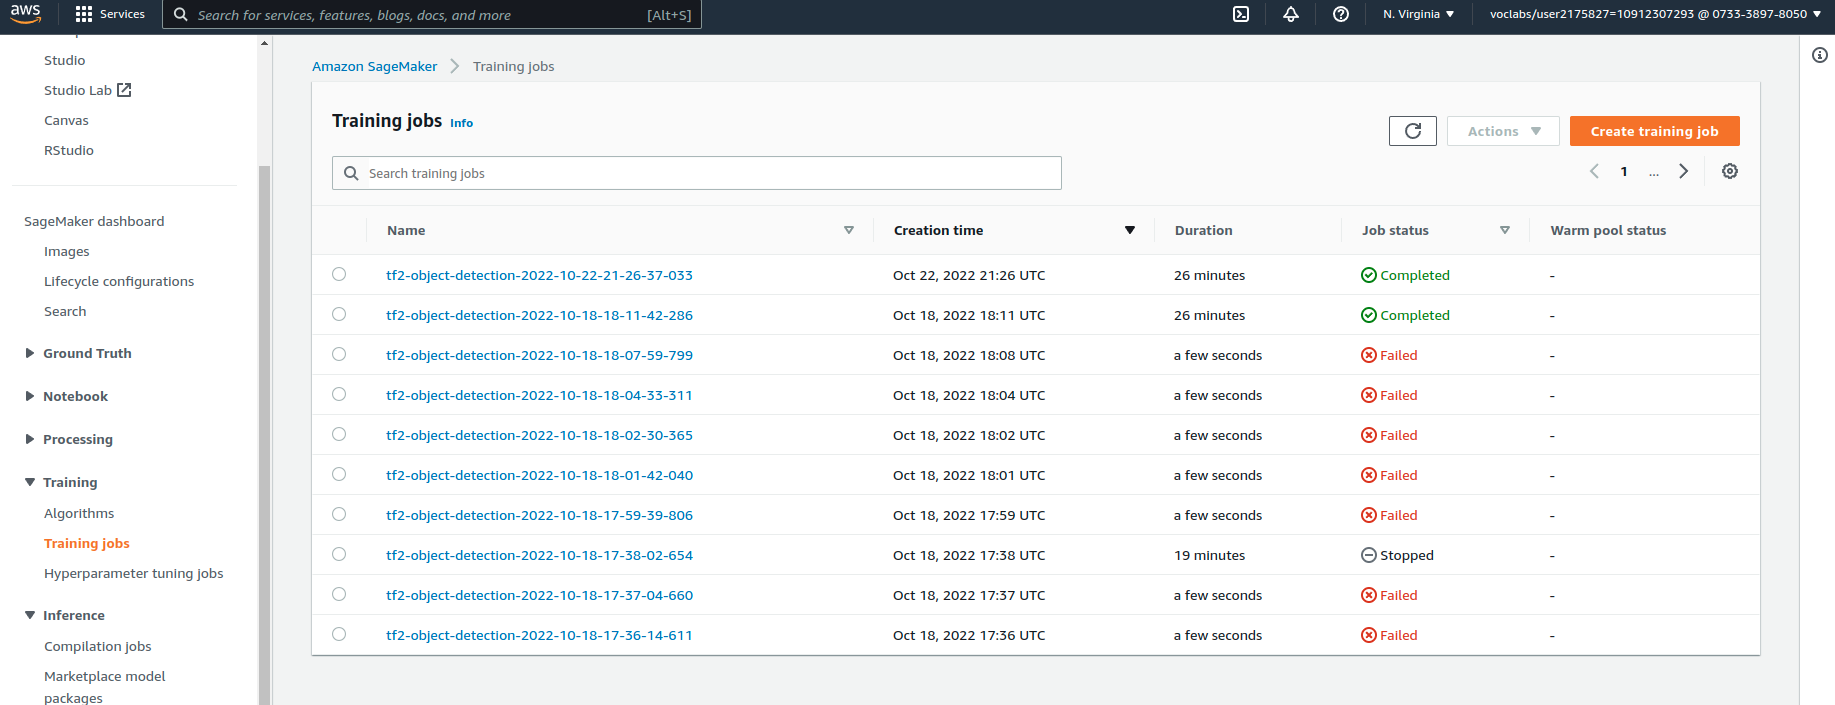 aws
Services
Search for services, features, blogs, docs, and more [Alt+S]
N. Virginia
voclabs/user2175827=10912307293 @ 0733-3897-8050
Studio
Studio Lab
Canvas
RStudio
SageMaker dashboard
Images
Lifecycle configurations
Search
Ground Truth
Notebook
Processing
Training
Algorithms
Training jobs
Hyperparameter tuning jobs
Inference
Compilation jobs
Marketplace model
packages
Amazon SageMaker Training jobs
Training jobs Info
Actions
Create training job
Search training jobs
1 ...
Name Creation time Duration Job status Warm pool status
tf2-object-detection-2022-10-22-21-26-37-033 Oct 22, 2022 21:26 UTC 26 minutes Completed -
tf2-object-detection-2022-10-18-18-11-42-286 Oct 18, 2022 18:11 UTC 26 minutes Completed -
tf2-object-detection-2022-10-18-18-07-59-799 Oct 18, 2022 18:08 UTC a few seconds Failed -
tf2-object-detection-2022-10-18-18-04-33-311 Oct 18, 2022 18:04 UTC a few seconds Failed -
tf2-object-detection-2022-10-18-18-02-30-365 Oct 18, 2022 18:02 UTC a few seconds Failed -
tf2-object-detection-2022-10-18-18-01-42-040 Oct 18, 2022 18:01 UTC a few seconds Failed -
tf2-object-detection-2022-10-18-17-59-39-806 Oct 18, 2022 17:59 UTC a few seconds Failed -
tf2-object-detection-2022-10-18-17-38-02-654 Oct 18, 2022 17:38 UTC 19 minutes Stopped -
tf2-object-detection-2022-10-18-17-37-04-660 Oct 18, 2022 17:37 UTC a few seconds Failed -
tf2-object-detection-2022-10-18-17-36-14-611 Oct 18, 2022 17:36 UTC a few seconds Failed -